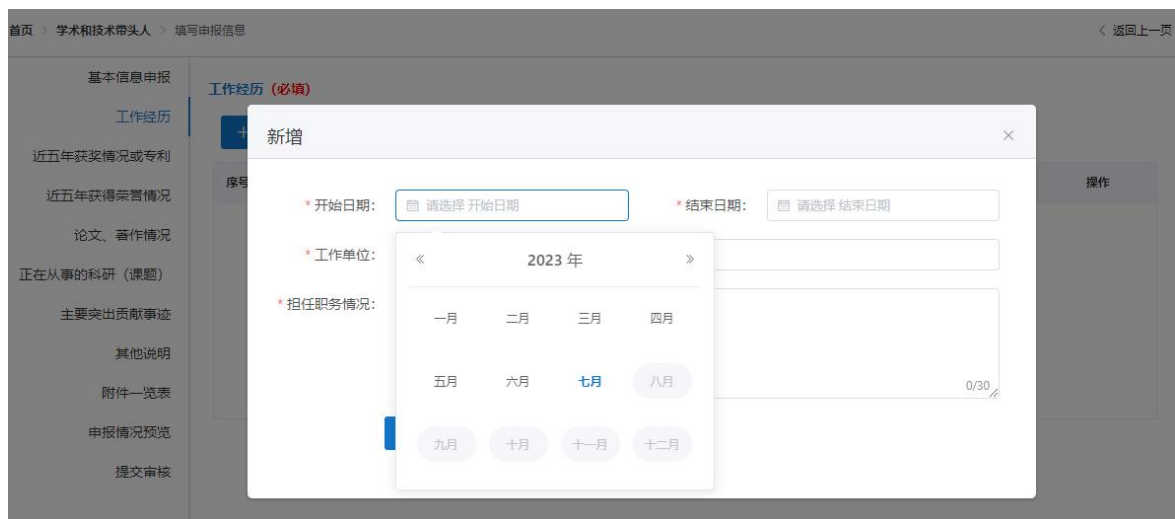 首页 > 学术和技术带头人 > 填写申报信息
< 返回上一页
基本信息申报
工作经历
近五年获奖情况或专利
近五年获得荣誉情况
论文、著作情况
正在从事的科研（课题）
主要突出贡献事迹
其他说明
附件一览表
申报情况预览
提交审核
工作经历（必填）
序号
操作
新增
* 开始日期： 请选择 开始日期
* 结束日期： 请选择 结束日期
* 工作单位：
* 担任职务情况：
0/30
« 2023 年 »
一月 二月 三月 四月
五月 六月 七月 八月
九月 十月 十一月 十二月